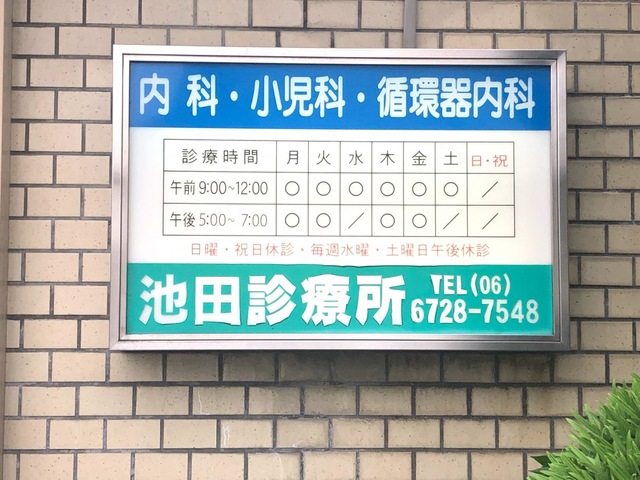 内科・小児科・循環器内科
診療時間 月 火 水 木 金 土 日・祝
午前 9:00~12:00 ○ ○ ○ ○ ○ ○ ／
午後 5:00~ 7:00 ○ ○ ／ ○ ○ ／ ／
日曜・祝日休診・毎週水曜・土曜日午後休診
池田診療所 TEL(06)
6728-7548